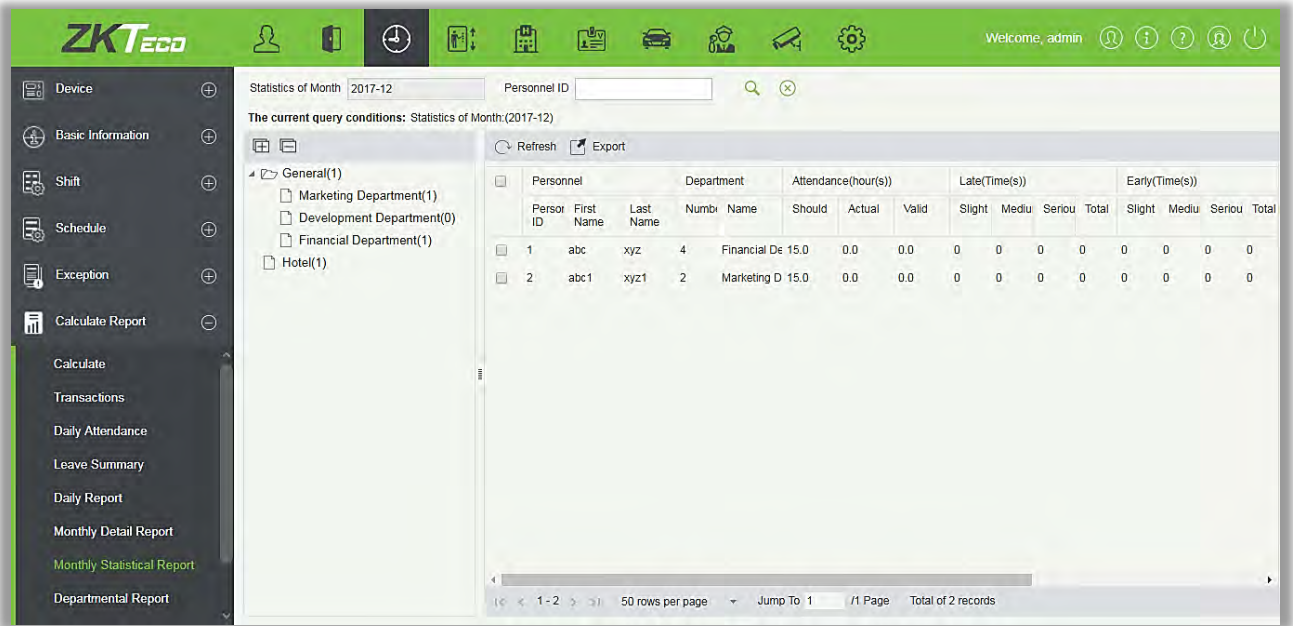 ZKTECO
Welcome, admin
Device
Basic Information
Shift
Schedule
Exception
Calculate Report
Calculate
Transactions
Daily Attendance
Leave Summary
Daily Report
Monthly Detail Report
Monthly Statistical Report
Departmental Report
Statistics of Month 2017-12 Personnel ID
The current query conditions: Statistics of Month:(2017-12)
General(1)
Marketing Department(1)
Development Department(0)
Financial Department(1)
Hotel(1)
Refresh Export
Personnel Department Attendance(hour(s)) Late(Time(s)) Early(Time(s))
Person ID First Name Last Name Numbe Name Should Actual Valid Slight Mediu Seriou Total Slight Mediu Seriou Total
1 abc xyz 4 Financial De 15.0 0.0 0.0 0 0 0 0 0 0 0 0
2 abc1 xyz1 2 Marketing D 15.0 0.0 0.0 0 0 0 0 0 0 0 0
1 - 2 50 rows per page Jump To 1 /1 Page Total of 2 records